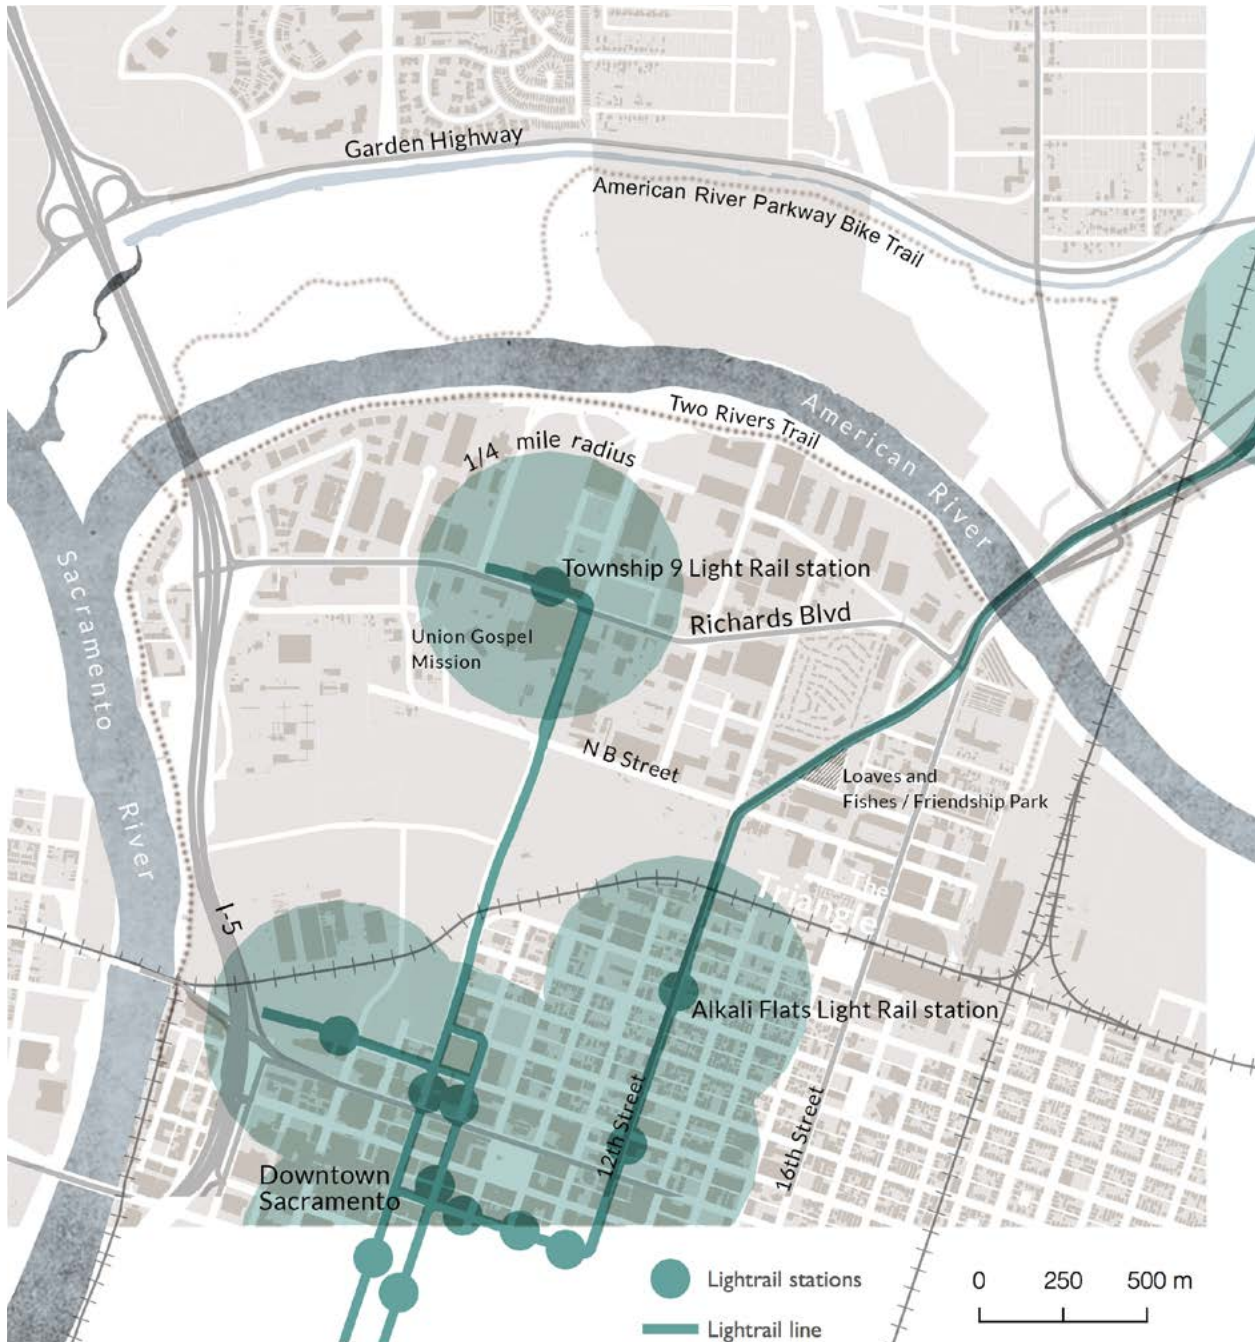 Garden Highway
American River Parkway Bike Trail
Two Rivers Trail
American River
1/4 mile radius
Township 9 Light Rail station
Richards Blvd
Union Gospel
Mission
Sacramento River
N B Street
Loaves and
Fishes / Friendship Park
The
Triangle
I-5
Alkali Flats Light Rail station
12th Street
16th Street
Downtown
Sacramento
Lightrail stations
0 250 500 m
Lightrail line